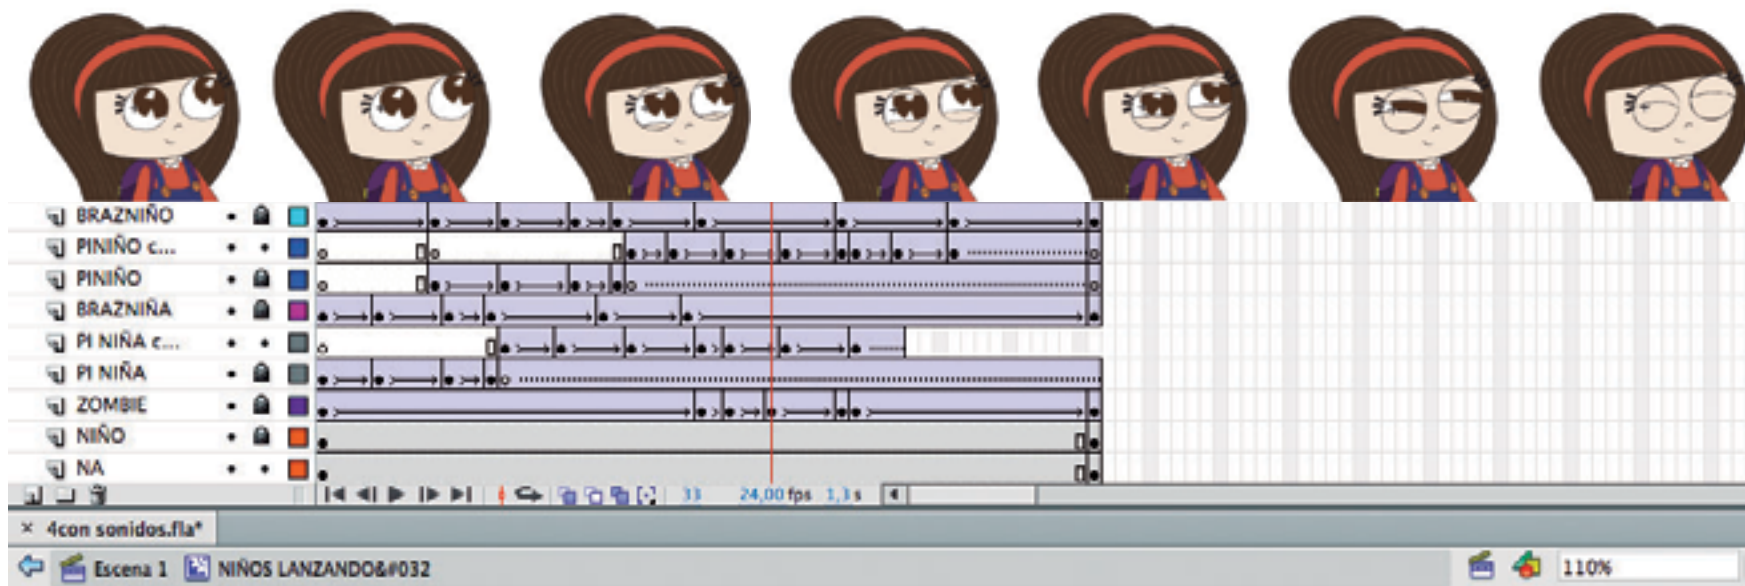 BRAZNIÑO
PINIÑO c...
PINIÑO
BRAZNIÑA
PI NIÑA c...
PI NIÑA
ZOMBIE
NIÑO
NA
33 24,00 fps 1,3 s
× 4con sonidos.fla*
Escena 1 NIÑOS LANZANDO&#032 110%